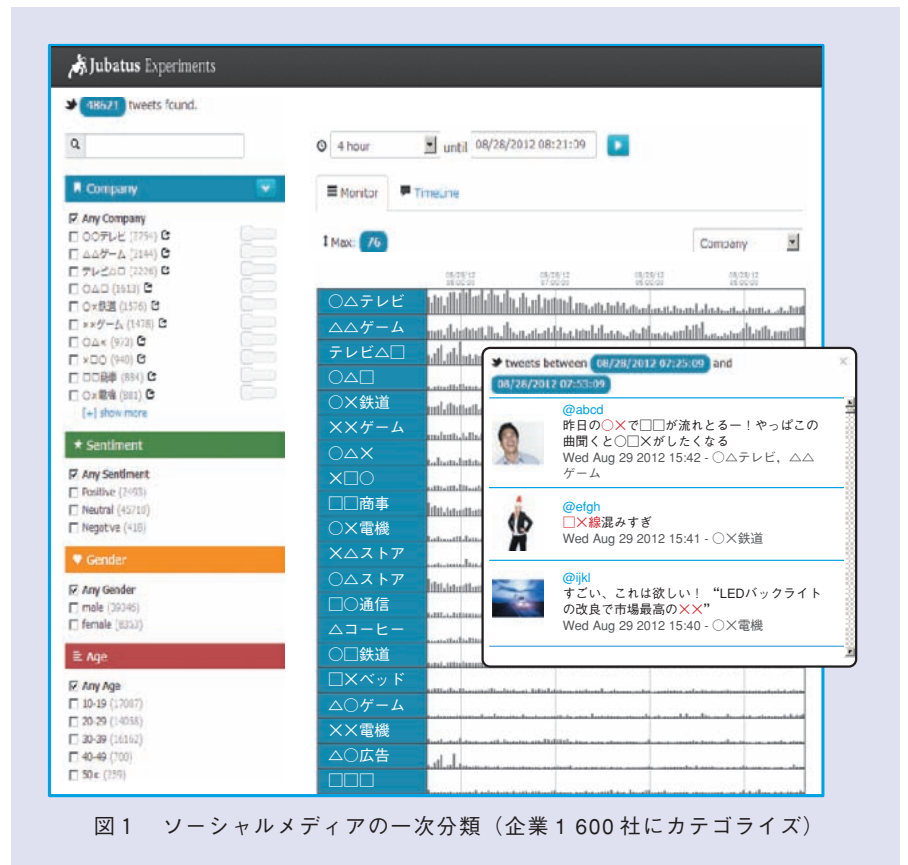 Jubatus Experiments
48621 tweets found.
4 hour
until
08/28/2012 08:21:09
Company
Any Company
○○テレビ
△△ゲーム (2144)
テレビ△□ (2226)
○△□ (1613)
○×鉄道 (1576)
××ゲーム (1478)
○△×
×□○ (940)
□□商事
○×電機 (881)
[+] show more
Sentiment
Any Sentiment
Positive
Neutral
Negative
Gender
Any Gender
male
female
Age
Any Age
10-19
20-29
30-39
40-49 (700)
50<
Monitor
Timeline
Max: 76
Company
○△テレビ
△△ゲーム
テレビ△□
○△□
○×鉄道
××ゲーム
○△×
×□○
□□商事
○×電機
×△ストア
○△ストア
□○通信
△コーヒー
○□鉄道
□×ベッド
△○ゲーム
××電機
△○広告
□□□
tweets between 08/28/2012 07:25:09 and
08/28/2012 07:53:09
×
@abcd
昨日の○×で□□が流れとるー！やっぱこの
曲聞くと○□×がしたくなる
Wed Aug 29 2012 15:42 - ○△テレビ，△△
ゲーム
@efgh
□×線混みすぎ
Wed Aug 29 2012 15:41 - ○×鉄道
@ijkl
すごい、これは欲しい！ “LEDバックライト
の改良で市場最高の××”
Wed Aug 29 2012 15:40 - ○×電機
図1 ソーシャルメディアの一次分類（企業1 600社にカテゴライズ）